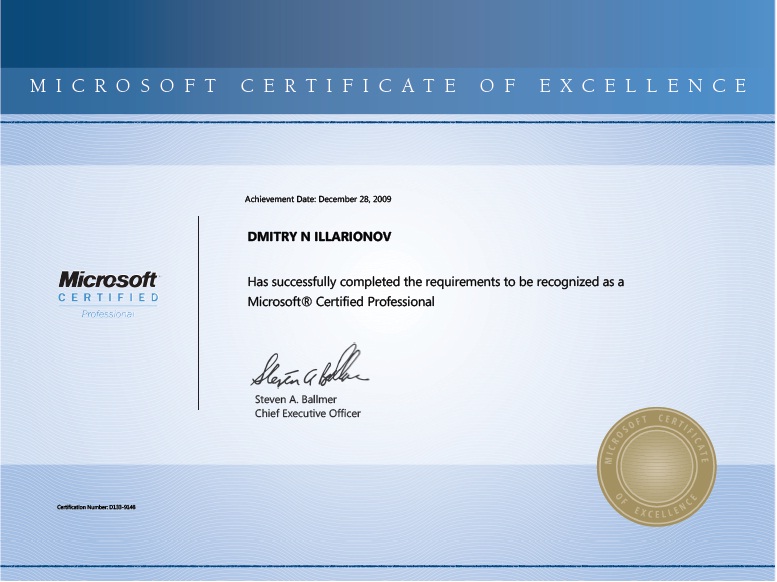 MICROSOFT CERTIFICATE OF EXCELLENCE
Achievement Date: December 28, 2009
DMITRY N ILLARIONOV
Has successfully completed the requirements to be recognized as a
Microsoft® Certified Professional
Microsoft
CERTIFIED
Professional
Steven A Ballmer
Steven A. Ballmer
Chief Executive Officer
MICROSOFT CERTIFICATE
OF EXCELLENCE
Certification Number: D133-9148